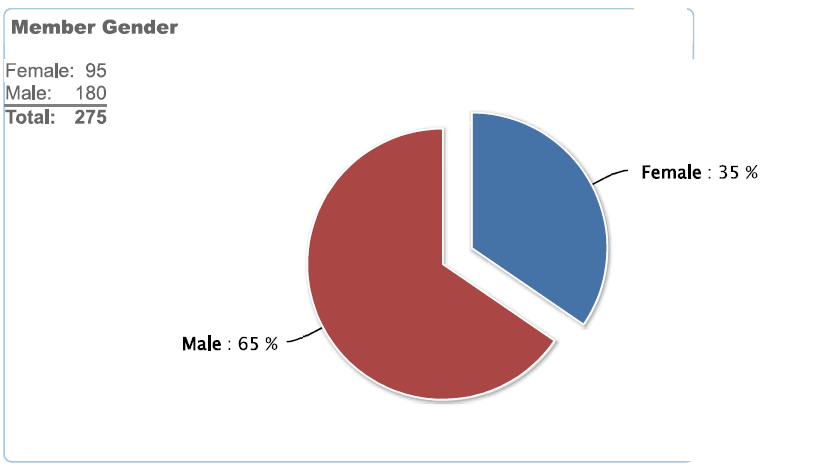 Member Gender
Female: 95
Male: 180
Total: 275
Female : 35 %
Male : 65 %